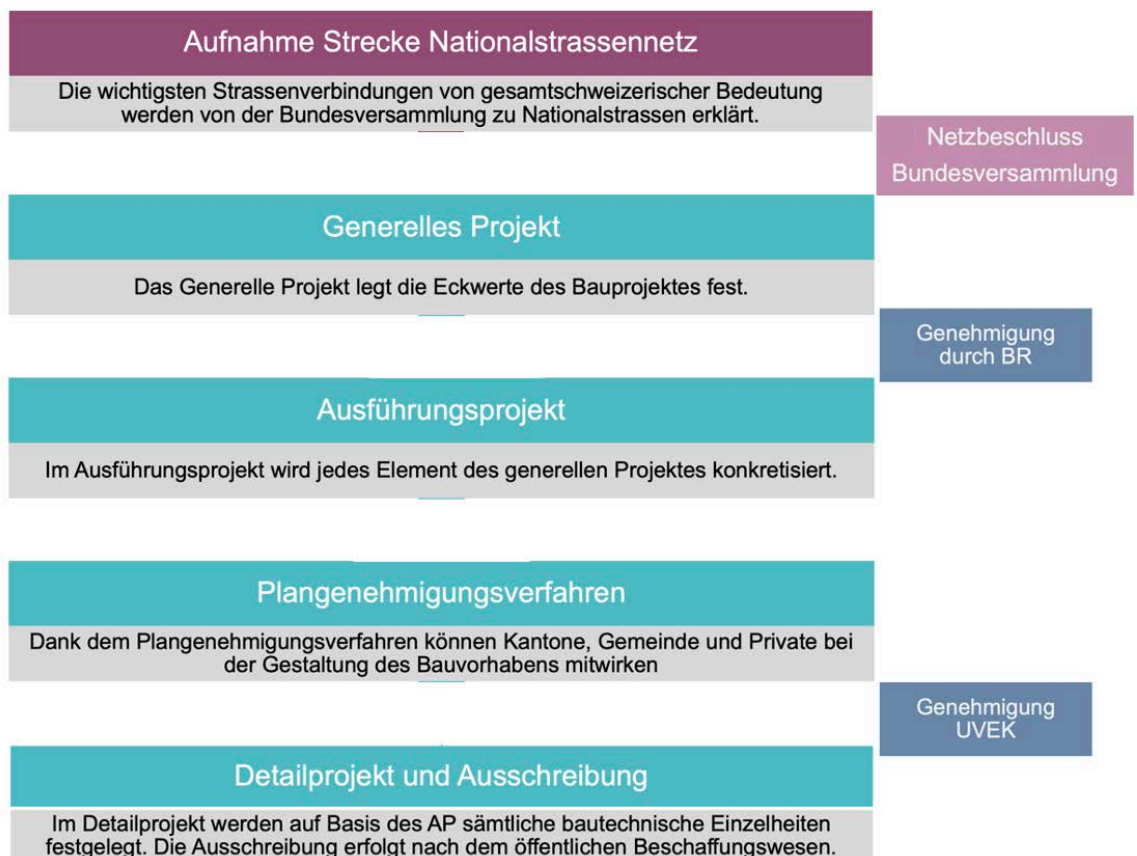 Aufnahme Strecke Nationalstrassennetz
Die wichtigsten Strassenverbindungen von gesamtschweizerischer Bedeutung
werden von der Bundesversammlung zu Nationalstrassen erklärt.
Netzbeschluss
Bundesversammlung
Generelles Projekt
Das Generelle Projekt legt die Eckwerte des Bauprojektes fest.
Genehmigung
durch BR
Ausführungsprojekt
Im Ausführungsprojekt wird jedes Element des generellen Projektes konkretisiert.
Plangenehmigungsverfahren
Dank dem Plangenehmigungsverfahren können Kantone, Gemeinde und Private bei
der Gestaltung des Bauvorhabens mitwirken
Genehmigung
UVEK
Detailprojekt und Ausschreibung
Im Detailprojekt werden auf Basis des AP sämtliche bautechnische Einzelheiten
festgelegt. Die Ausschreibung erfolgt nach dem öffentlichen Beschaffungswesen.